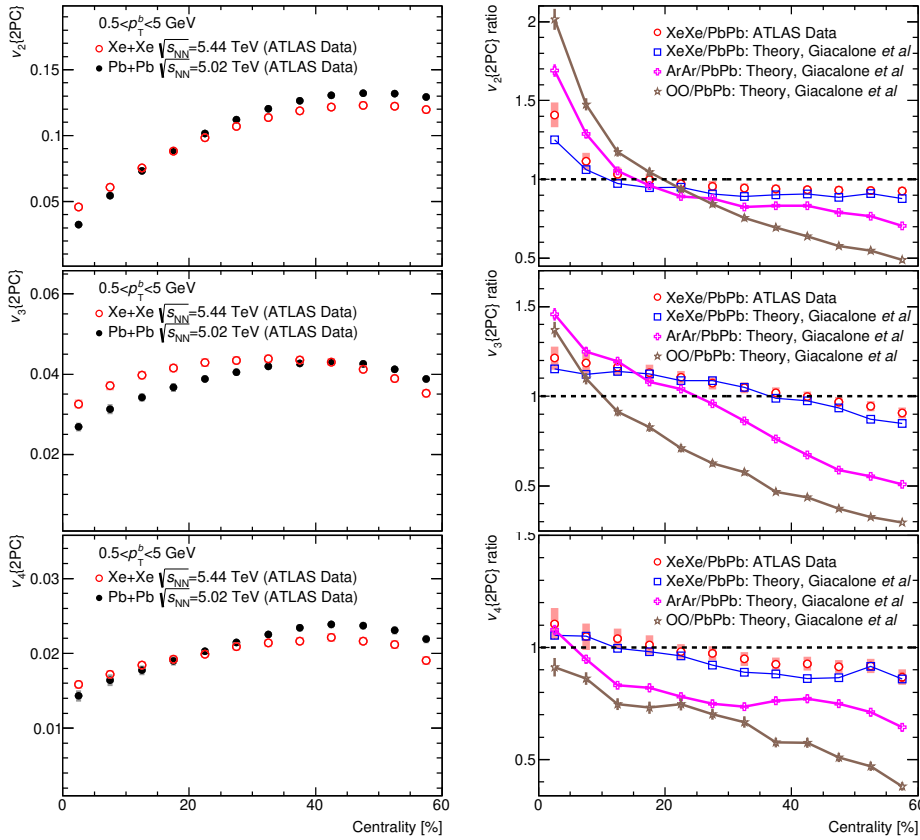 v₂{2PC}
0.5<p_T^b<5 GeV
Xe+Xe √s_NN=5.44 TeV (ATLAS Data)
Pb+Pb √s_NN=5.02 TeV (ATLAS Data)
0.15
0.1
0.05
v₂{2PC} ratio
XeXe/PbPb: ATLAS Data
XeXe/PbPb: Theory, Giacalone et al
ArAr/PbPb: Theory, Giacalone et al
OO/PbPb: Theory, Giacalone et al
2
1.5
1
0.5
v₃{2PC}
0.5<p_T^b<5 GeV
Xe+Xe √s_NN=5.44 TeV (ATLAS Data)
Pb+Pb √s_NN=5.02 TeV (ATLAS Data)
0.06
0.04
0.02
v₃{2PC} ratio
XeXe/PbPb: ATLAS Data
XeXe/PbPb: Theory, Giacalone et al
ArAr/PbPb: Theory, Giacalone et al
OO/PbPb: Theory, Giacalone et al
1.5
1
0.5
v₄{2PC}
0.5<p_T^b<5 GeV
Xe+Xe √s_NN=5.44 TeV (ATLAS Data)
Pb+Pb √s_NN=5.02 TeV (ATLAS Data)
0.03
0.02
0.01
0 20 40 60
Centrality [%]
v₄{2PC} ratio
XeXe/PbPb: ATLAS Data
XeXe/PbPb: Theory, Giacalone et al
ArAr/PbPb: Theory, Giacalone et al
OO/PbPb: Theory, Giacalone et al
1.5
1
0.5
0 20 40 60
Centrality [%]